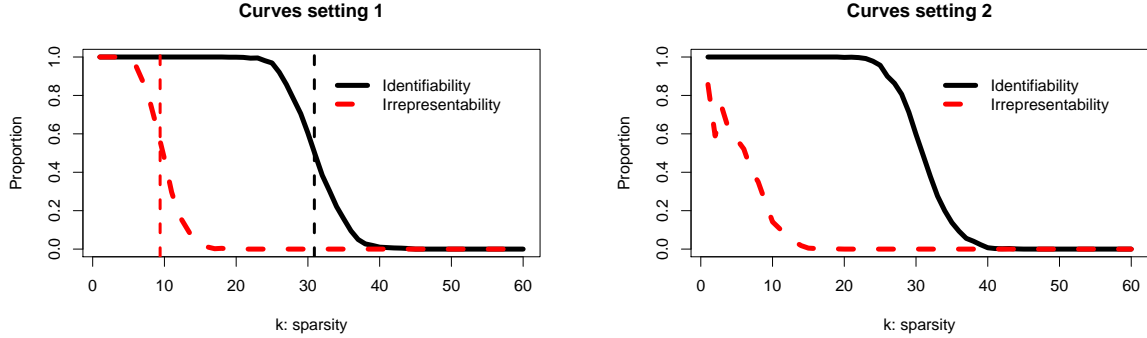 Curves setting 1
Proportion
1.0
0.8
0.6
0.4
0.2
0.0
Identifiability
Irrepresentability
0 10 20 30 40 50 60
k: sparsity
Curves setting 2
Proportion
1.0
0.8
0.6
0.4
0.2
0.0
Identifiability
Irrepresentability
0 10 20 30 40 50 60
k: sparsity